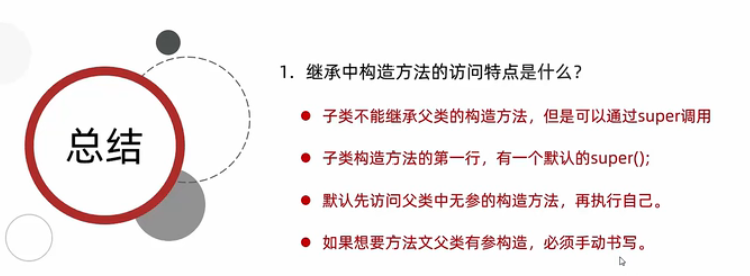 总结
1. 继承中构造方法的访问特点是什么？
子类不能继承父类的构造方法，但是可以通过super调用
子类构造方法的第一行，有一个默认的super();
默认先访问父类中无参的构造方法，再执行自己。
如果想要方法文父类有参构造，必须手动书写。